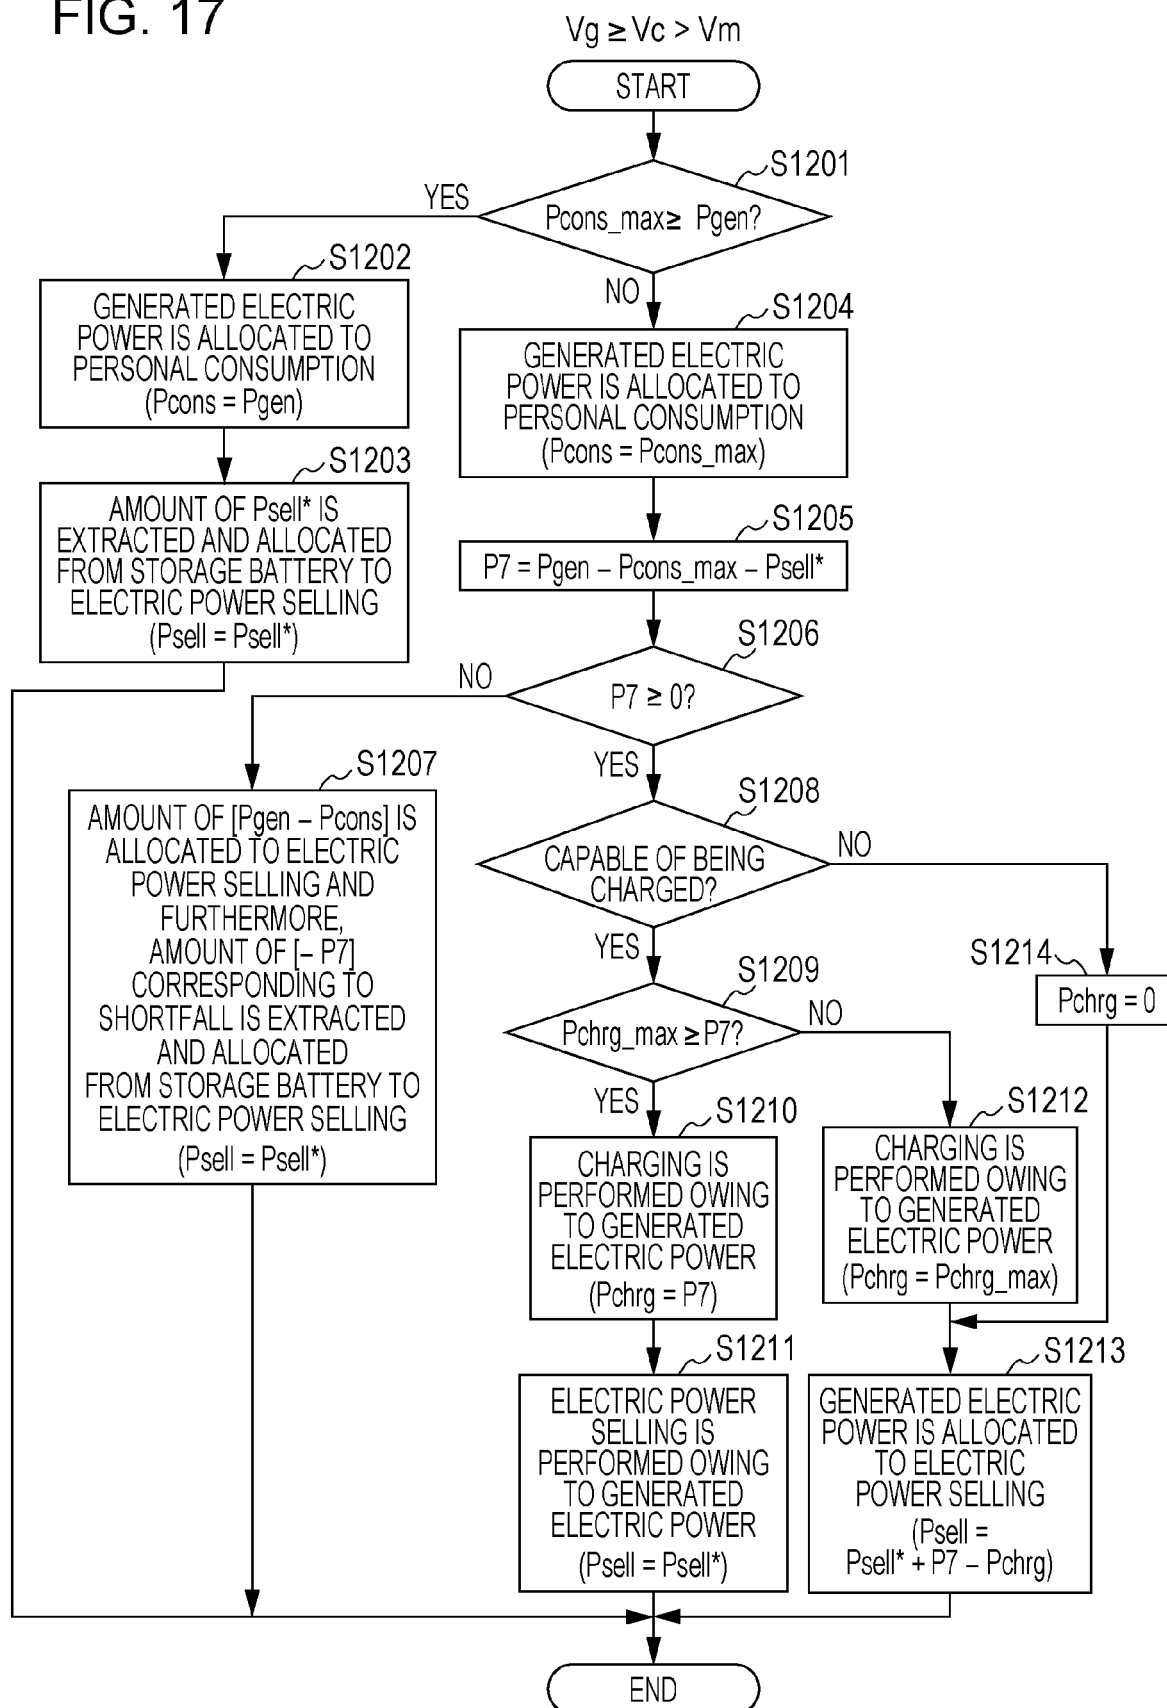 FIG. 17
Vg ≥ Vc > Vm
START
S1201
Pcons_max ≥ Pgen?
YES
NO
S1202
GENERATED ELECTRIC
POWER IS ALLOCATED TO
PERSONAL CONSUMPTION
(Pcons = Pgen)
S1203
AMOUNT OF Psell* IS
EXTRACTED AND ALLOCATED
FROM STORAGE BATTERY TO
ELECTRIC POWER SELLING
(Psell = Psell*)
S1204
GENERATED ELECTRIC
POWER IS ALLOCATED TO
PERSONAL CONSUMPTION
(Pcons = Pcons_max)
S1205
P7 = Pgen – Pcons_max – Psell*
S1206
P7 ≥ 0?
NO
YES
S1207
AMOUNT OF [Pgen – Pcons] IS
ALLOCATED TO ELECTRIC
POWER SELLING AND
FURTHERMORE,
AMOUNT OF [– P7]
CORRESPONDING TO
SHORTFALL IS EXTRACTED
AND ALLOCATED
FROM STORAGE BATTERY TO
ELECTRIC POWER SELLING
(Psell = Psell*)
S1208
CAPABLE OF BEING
CHARGED?
NO
YES
S1214
Pchrg = 0
S1209
Pchrg_max ≥ P7?
NO
YES
S1210
CHARGING IS
PERFORMED OWING
TO GENERATED
ELECTRIC POWER
(Pchrg = P7)
S1212
CHARGING IS
PERFORMED OWING
TO GENERATED
ELECTRIC POWER
(Pchrg = Pchrg_max)
S1211
ELECTRIC POWER
SELLING IS
PERFORMED OWING
TO GENERATED
ELECTRIC POWER
(Psell = Psell*)
S1213
GENERATED ELECTRIC
POWER IS ALLOCATED
TO ELECTRIC
POWER SELLING
(Psell =
Psell* + P7 – Pchrg)
END